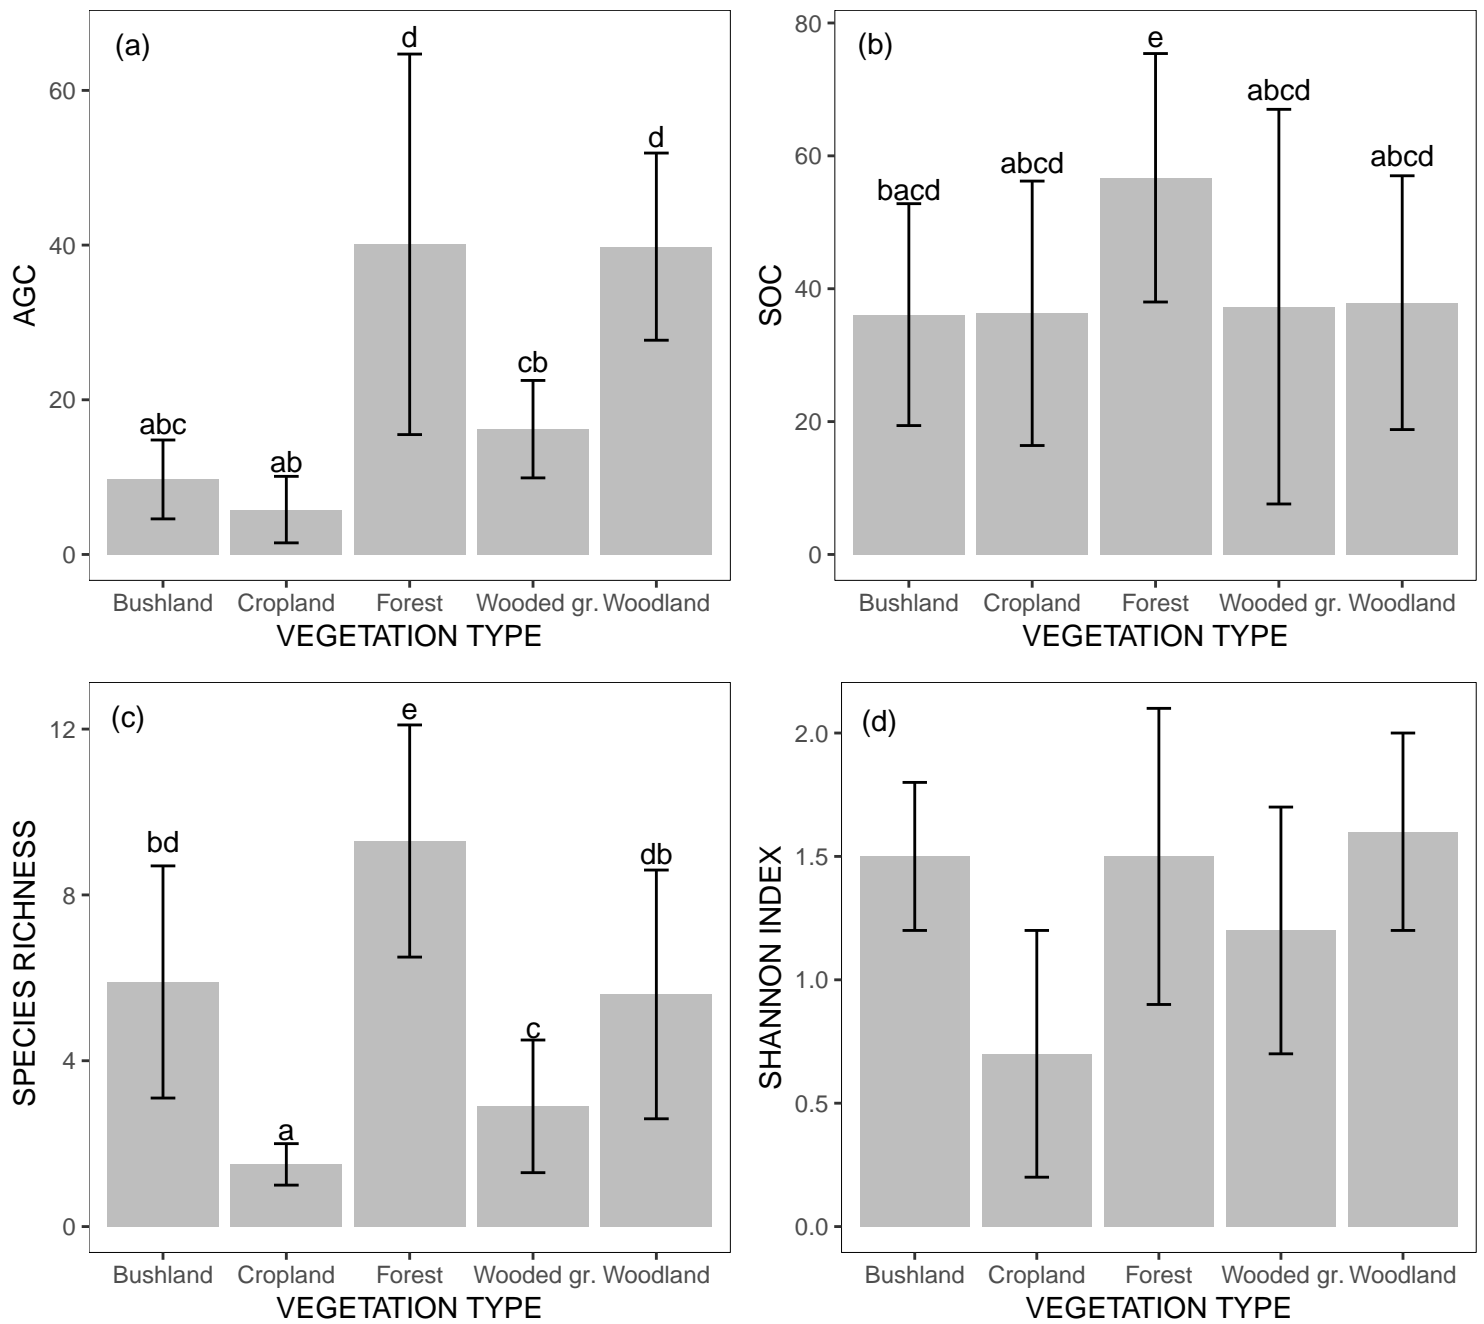 (a)
d
60
d
40
AGC
cb
20
abc
ab
0
Bushland Cropland Forest Wooded gr. Woodland
VEGETATION TYPE
80
(b)
e
abcd
60
abcd
abcd
bacd
40
SOC
20
0
Bushland Cropland Forest Wooded gr. Woodland
VEGETATION TYPE
(c)
e
12
bd
db
8
SPECIES RICHNESS
4
c
a
0
Bushland Cropland Forest Wooded gr. Woodland
VEGETATION TYPE
(d)
2.0
1.5
SHANNON INDEX
1.0
0.5
0.0
Bushland Cropland Forest Wooded gr. Woodland
VEGETATION TYPE